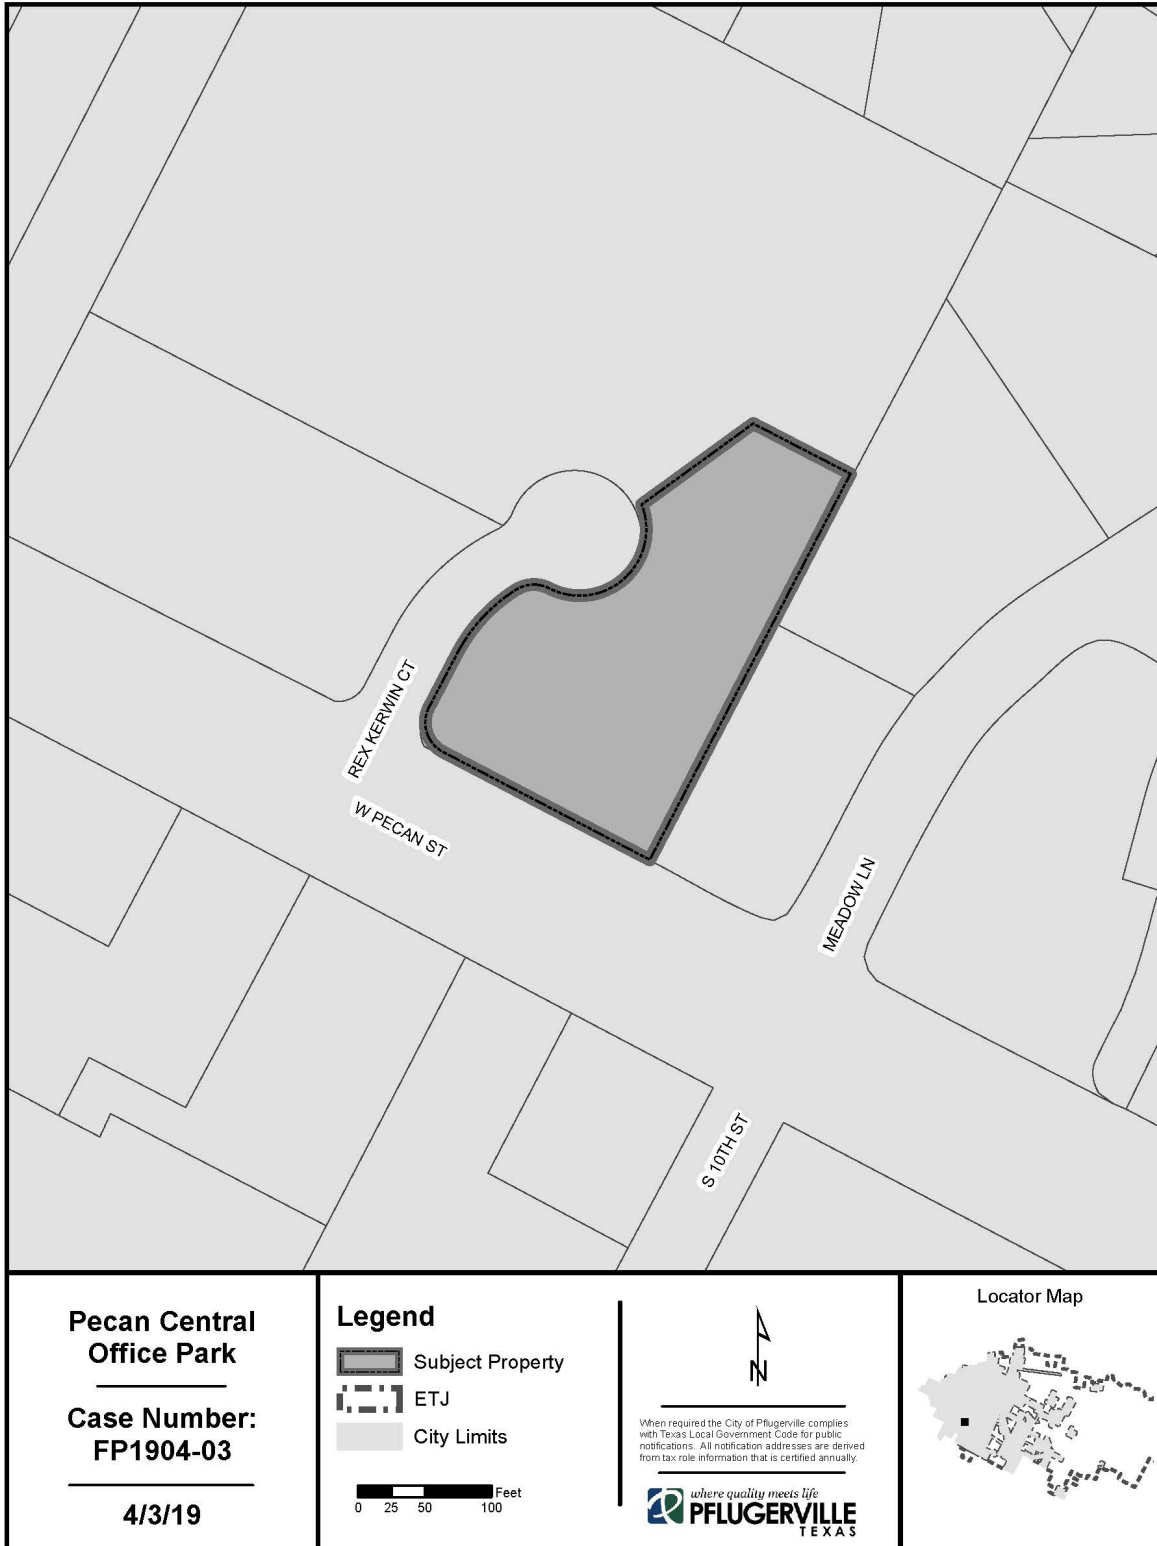 REX KERWIN CT
W PECAN ST
MEADOW LN
S 10TH ST
Pecan Central
Office Park
Case Number:
FP1904-03
4/3/19
Legend
Subject Property
ETJ
City Limits
Feet
0 25 50 100
N
When required the City of Pflugerville complies
with Texas Local Government Code for public
notifications. All notification addresses are derived
from tax role information that is certified annually.
where quality meets life
PFLUGERVILLE
TEXAS
Locator Map